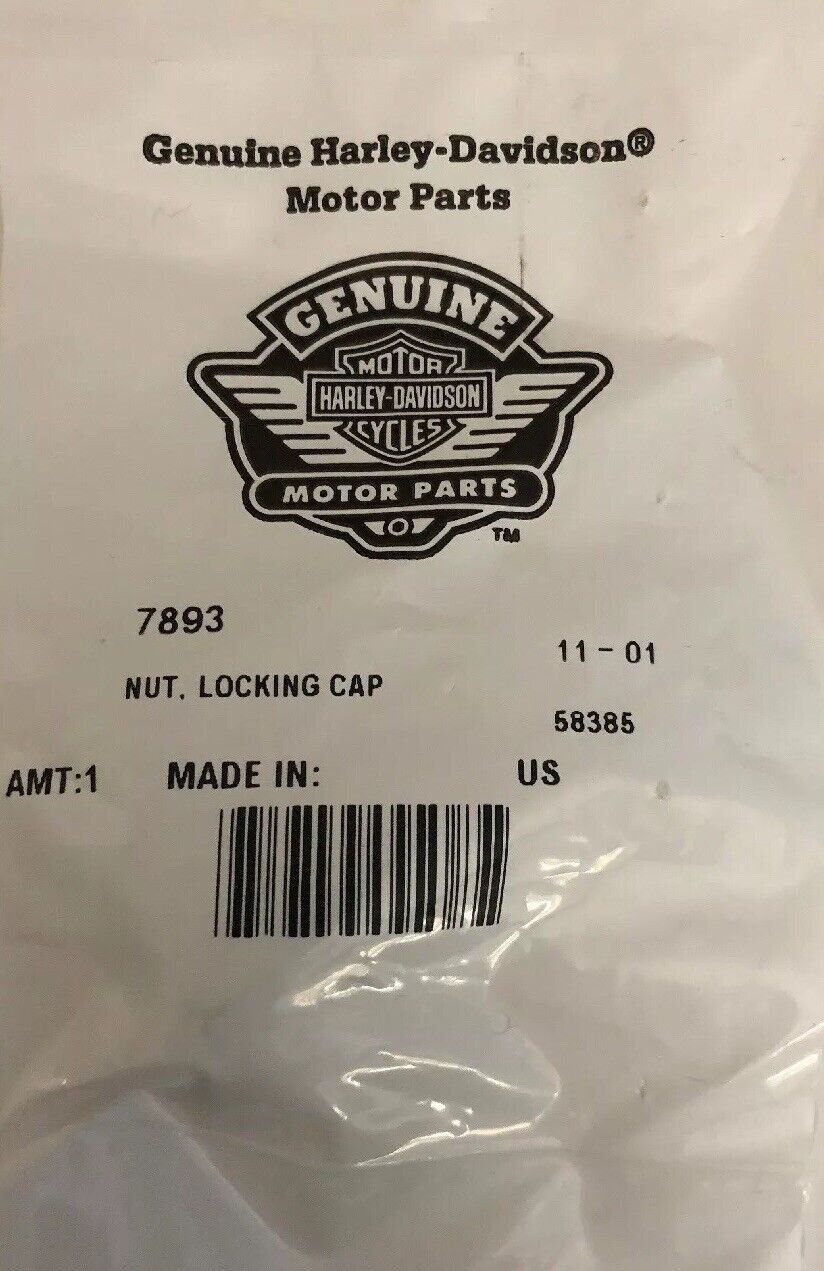 Genuine Harley-Davidson®
Motor Parts
GENUINE
MOTOR
HARLEY-DAVIDSON
CYCLES
MOTOR PARTS
TM
7893
11-01
NUT, LOCKING CAP
58385
AMT:1 MADE IN: US